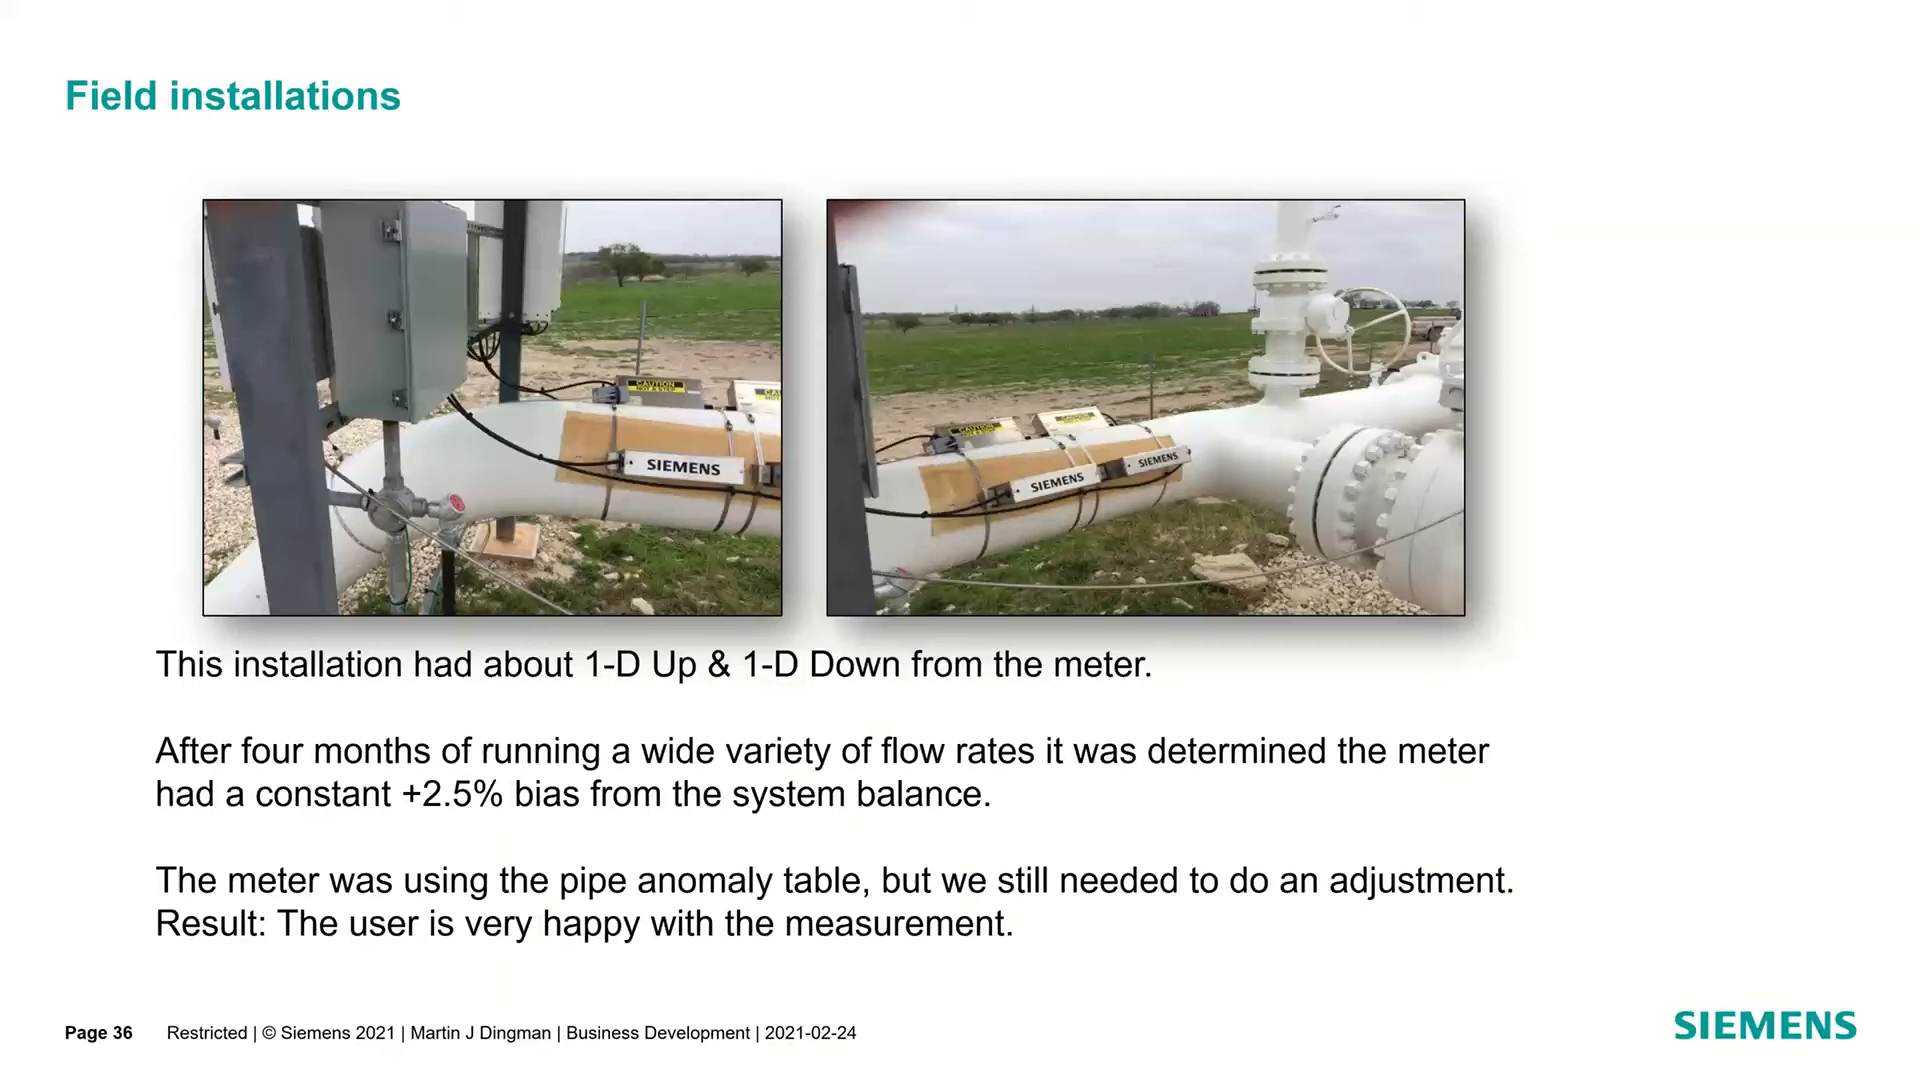 Field installations
CAUTION
NOT A STEP
SIEMENS
CAUTION
CAUTION
SIEMENS
SIEMENS
This installation had about 1-D Up & 1-D Down from the meter.
After four months of running a wide variety of flow rates it was determined the meter
had a constant +2.5% bias from the system balance.
The meter was using the pipe anomaly table, but we still needed to do an adjustment.
Result: The user is very happy with the measurement.
Page 36 Restricted | © Siemens 2021 | Martin J Dingman | Business Development | 2021-02-24
SIEMENS